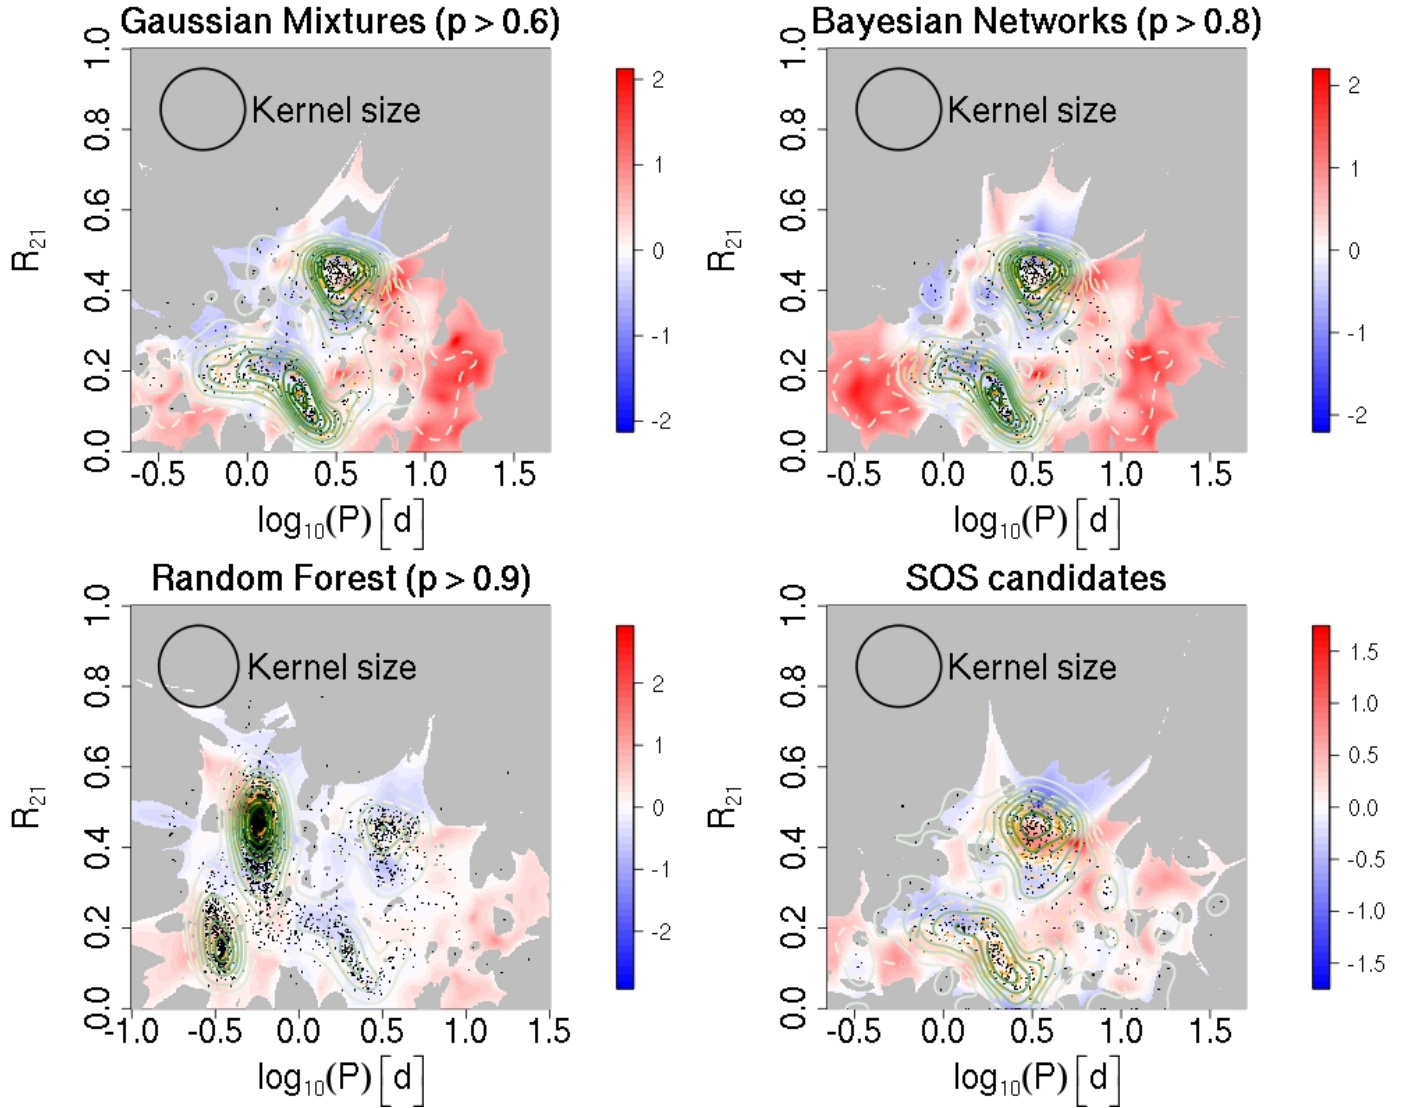 Gaussian Mixtures (p > 0.6)
Kernel size
R21
0.0 0.2 0.4 0.6 0.8 1.0
-0.5 0.0 0.5 1.0 1.5
log10(P) [d]
2
1
0
-1
-2
Bayesian Networks (p > 0.8)
Kernel size
R21
0.0 0.2 0.4 0.6 0.8 1.0
-0.5 0.0 0.5 1.0 1.5
log10(P) [d]
2
1
0
-1
-2
Random Forest (p > 0.9)
Kernel size
R21
0.0 0.2 0.4 0.6 0.8 1.0
-1.0 -0.5 0.0 0.5 1.0 1.5
log10(P) [d]
2
1
0
-1
-2
SOS candidates
Kernel size
R21
0.0 0.2 0.4 0.6 0.8 1.0
-0.5 0.0 0.5 1.0 1.5
log10(P) [d]
1.5
1.0
0.5
0.0
-0.5
-1.0
-1.5